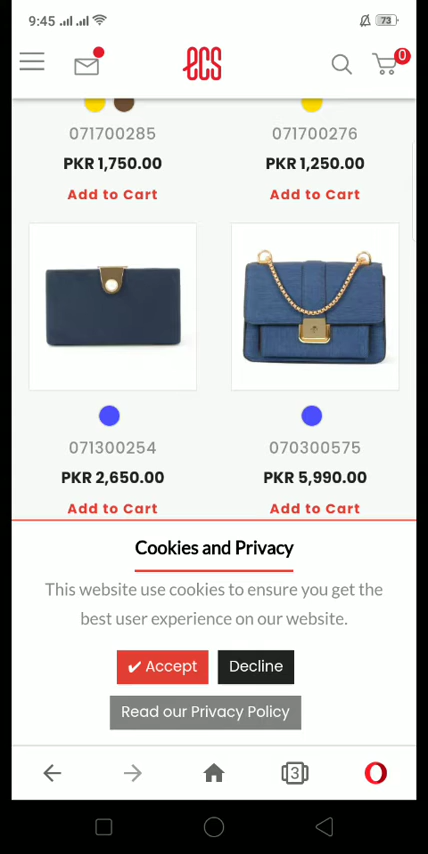 9:45
73
ecs
0
071700285
071700276
PKR 1,750.00
PKR 1,250.00
Add to Cart
Add to Cart
071300254
070300575
PKR 2,650.00
PKR 5,990.00
Add to Cart
Add to Cart
Cookies and Privacy
This website use cookies to ensure you get the
best user experience on our website.
✔ Accept
Decline
Read our Privacy Policy
3